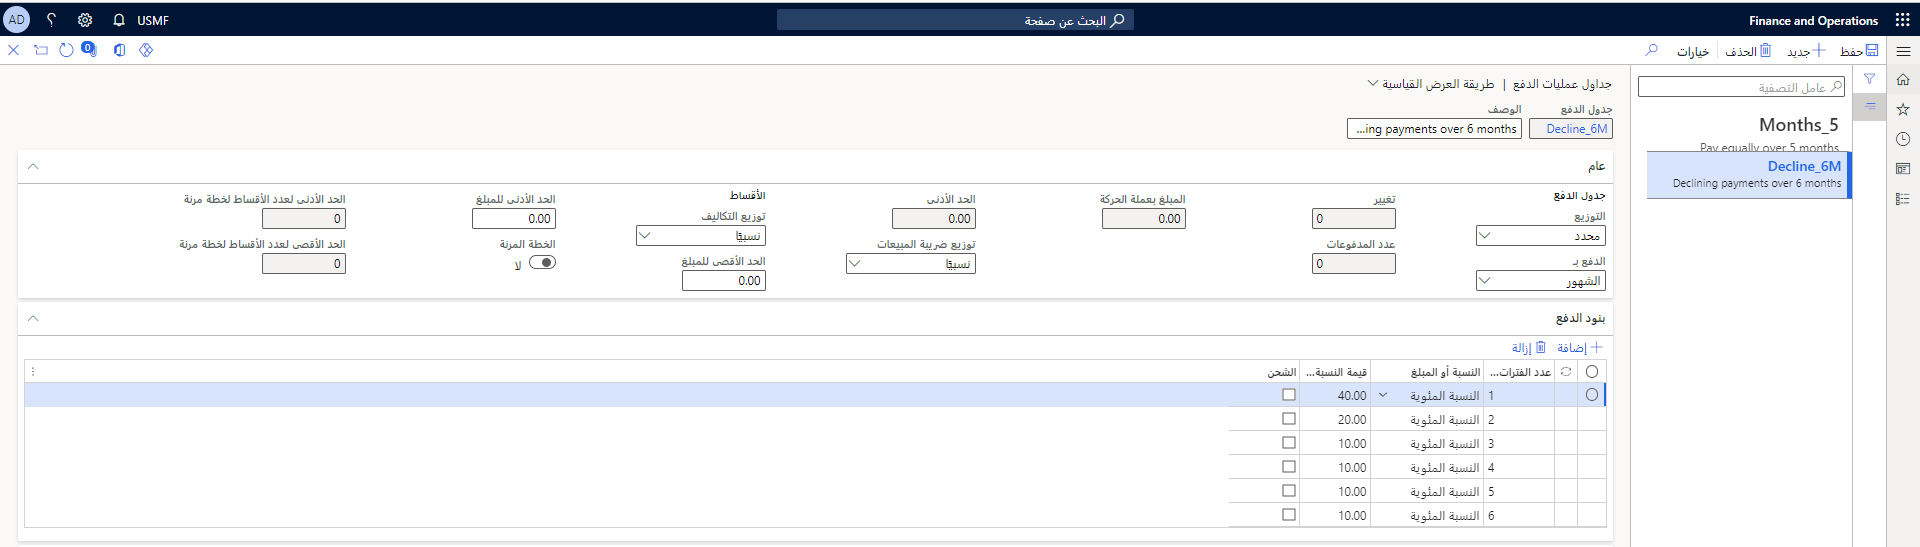 Finance and Operations
البحث عن صفحة
USMF
؟
AD
حفظ
جديد
الحذف
خيارات
0
عامل التصفية
Months_5
Pay equally over 5 months
Decline_6M
Declining payments over 6 months
جداول عمليات الدفع | طريقة العرض القياسية
جدول الدفع
الوصف
Decline_6M
...ing payments over 6 months
عام
جدول الدفع
التوزيع
محدد
الدفع بـ
الشهور
تغيير
0
عدد المدفوعات
0
المبلغ بعملة الحركة
0.00
الحد الأدنى
0.00
توزيع ضريبة المبيعات
نسبيًا
الأقساط
توزيع التكاليف
نسبيًا
الحد الأقصى للمبلغ
0.00
الحد الأدنى للمبلغ
0.00
الخطة المرنة
لا
الحد الأدنى لعدد الأقساط لخطة مرنة
0
الحد الأقصى لعدد الأقساط لخطة مرنة
0
بنود الدفع
إضافة
إزالة
عدد الفترات... النسبة أو المبلغ قيمة النسبة... الشحن
1 النسبة المئوية 40.00
2 النسبة المئوية 20.00
3 النسبة المئوية 10.00
4 النسبة المئوية 10.00
5 النسبة المئوية 10.00
6 النسبة المئوية 10.00